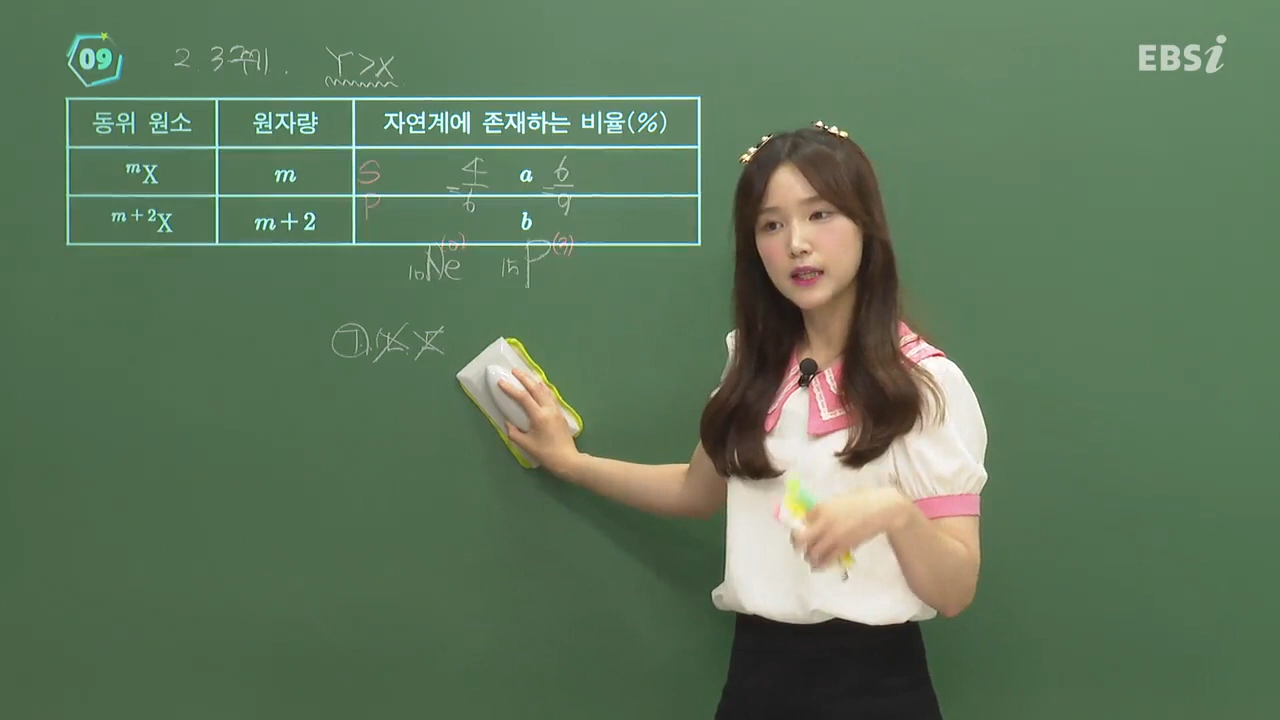 09 2.3주기. Y>X
EBSi
동위 원소 원자량 자연계에 존재하는 비율(%)
ᵐX m a
ᵐ⁺²X m+2 b
S = 4/6 = 6/9
P
₁₀Ne(0) ₁₅P(3)
ㄱ. ㄴ ㄷ